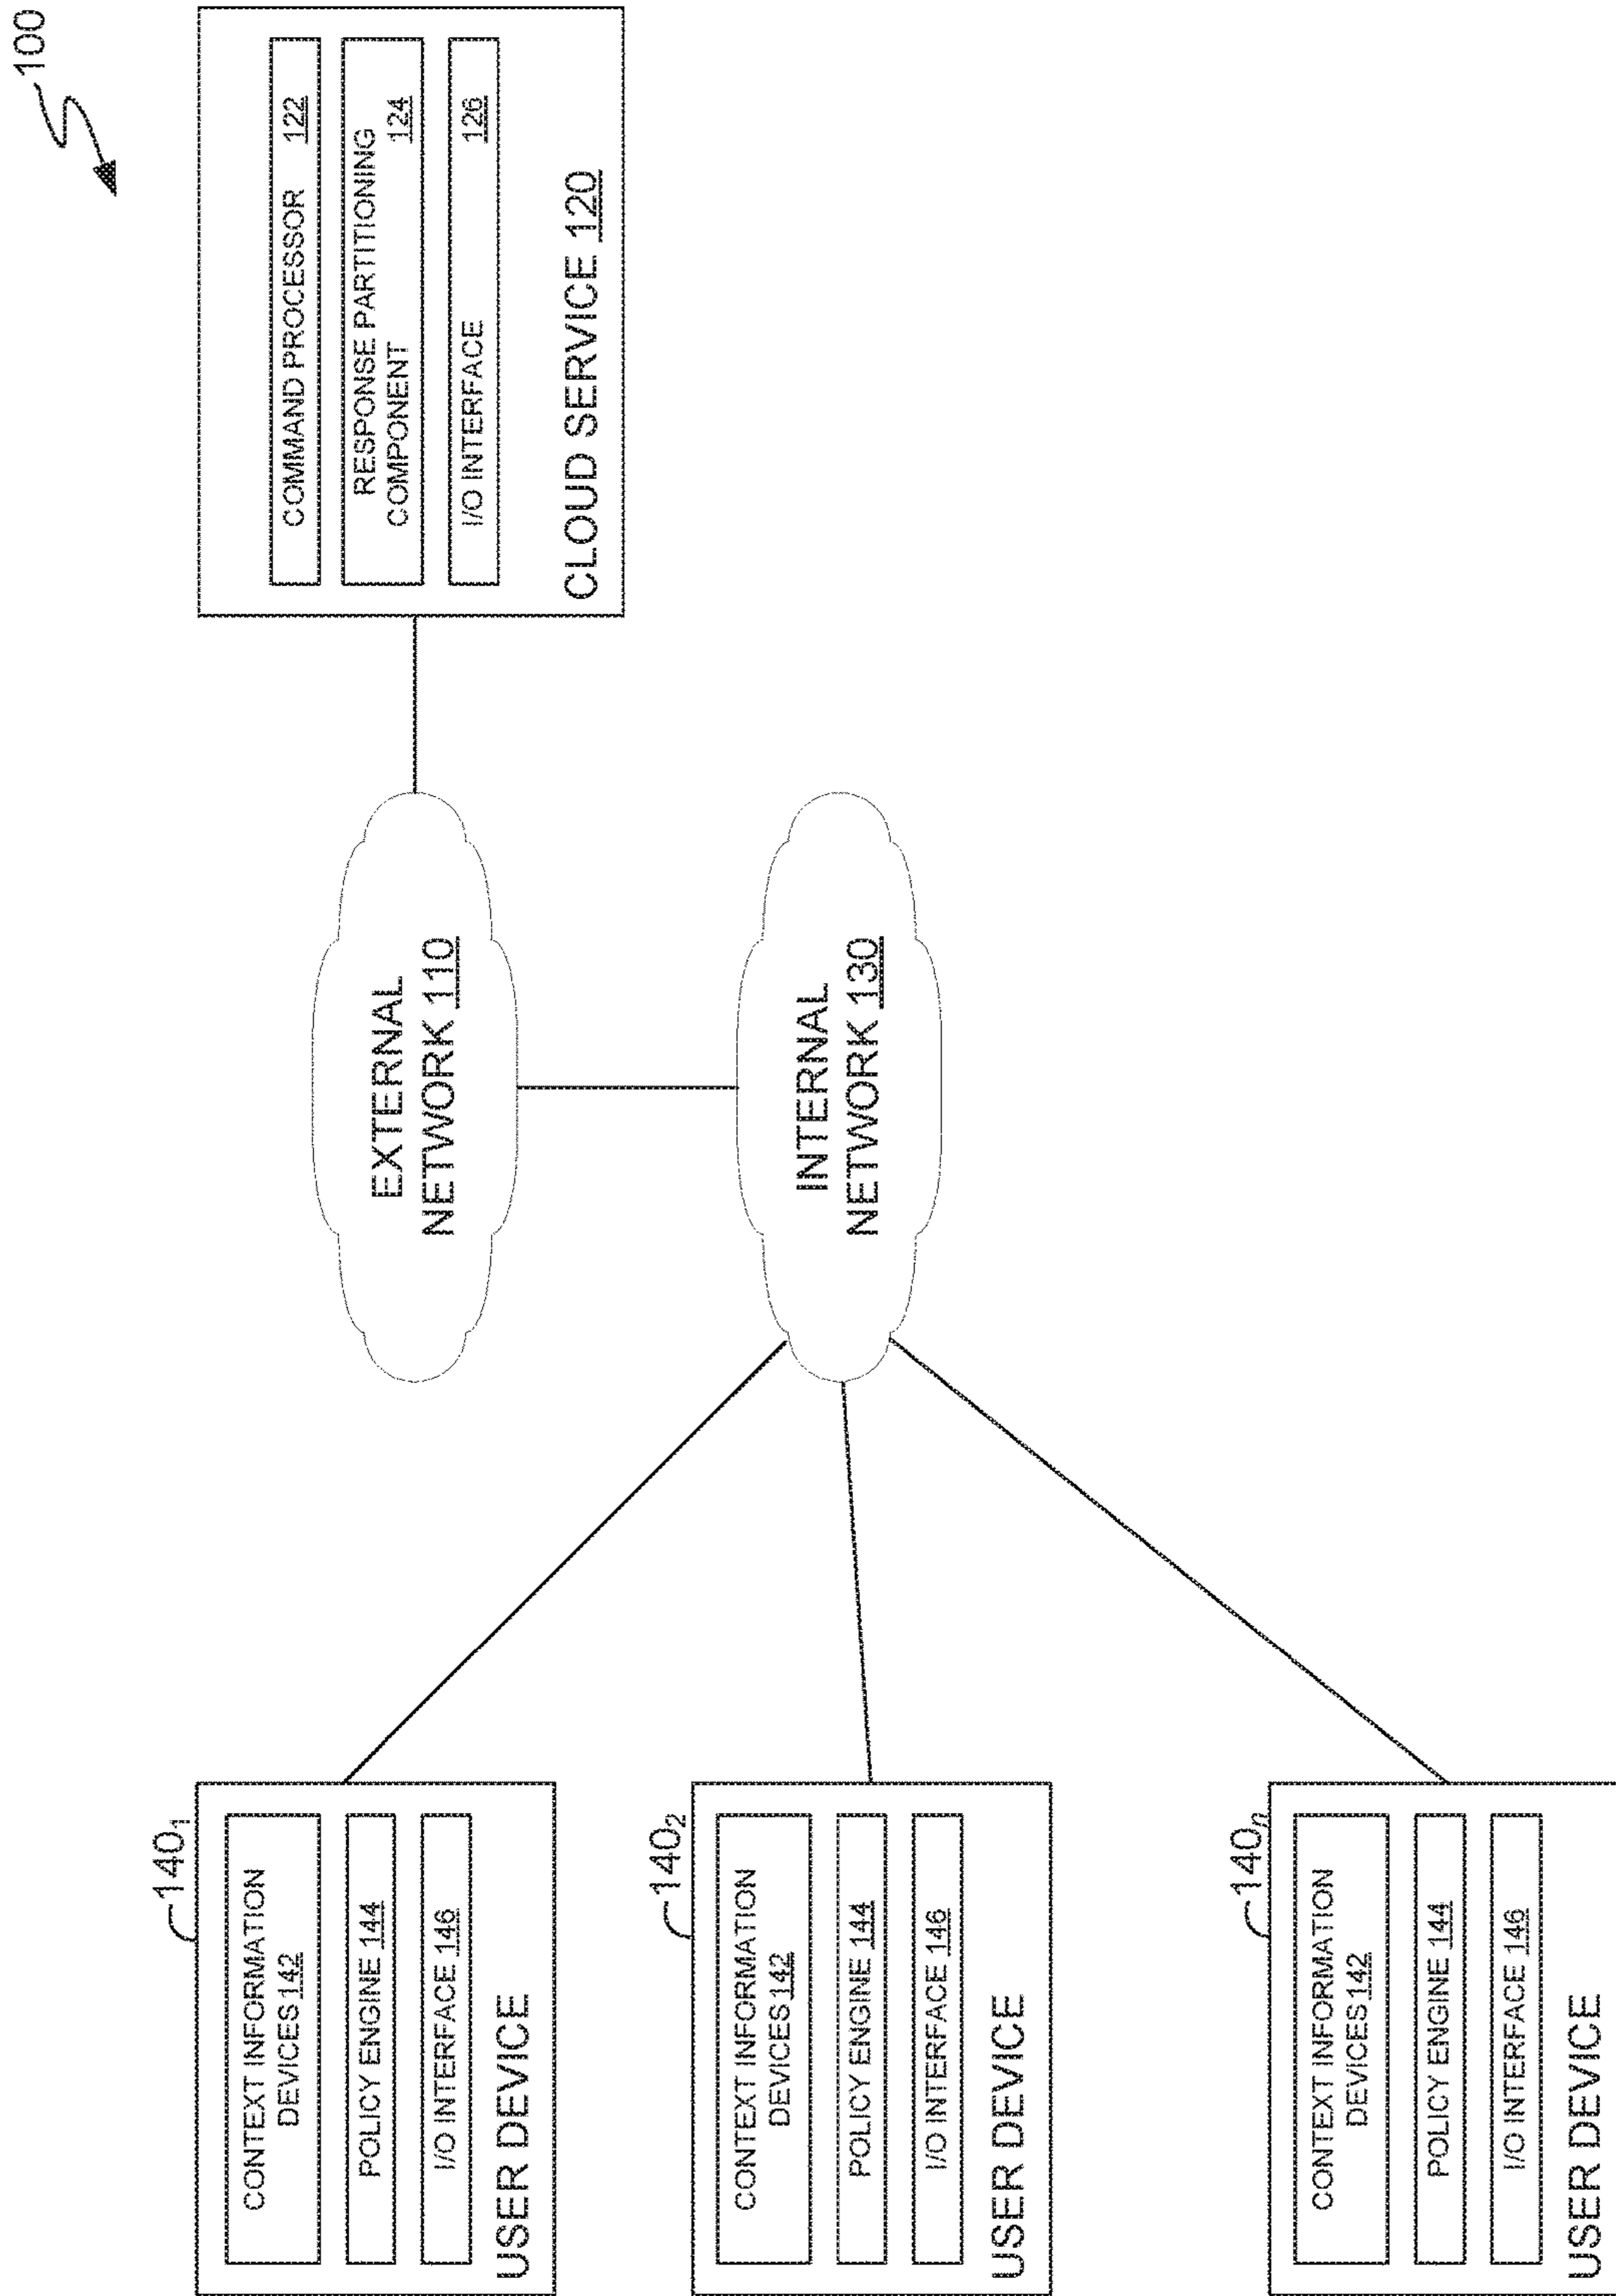 100
COMMAND PROCESSOR 122
RESPONSE PARTITIONING
COMPONENT 124
I/O INTERFACE 126
CLOUD SERVICE 120
EXTERNAL
NETWORK 110
INTERNAL
NETWORK 130
140₁
CONTEXT INFORMATION
DEVICES 142
POLICY ENGINE 144
I/O INTERFACE 146
USER DEVICE
140₂
CONTEXT INFORMATION
DEVICES 142
POLICY ENGINE 144
I/O INTERFACE 146
USER DEVICE
140ₙ
CONTEXT INFORMATION
DEVICES 142
POLICY ENGINE 144
I/O INTERFACE 146
USER DEVICE